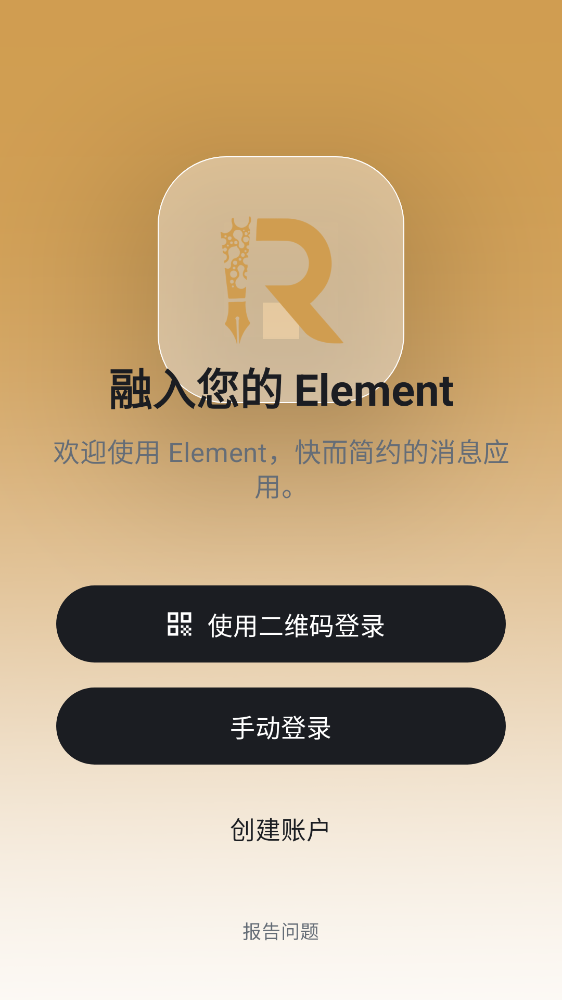 融入您的 Element
欢迎使用 Element，快而简约的消息应
用。
使用二维码登录
手动登录
创建账户
报告问题